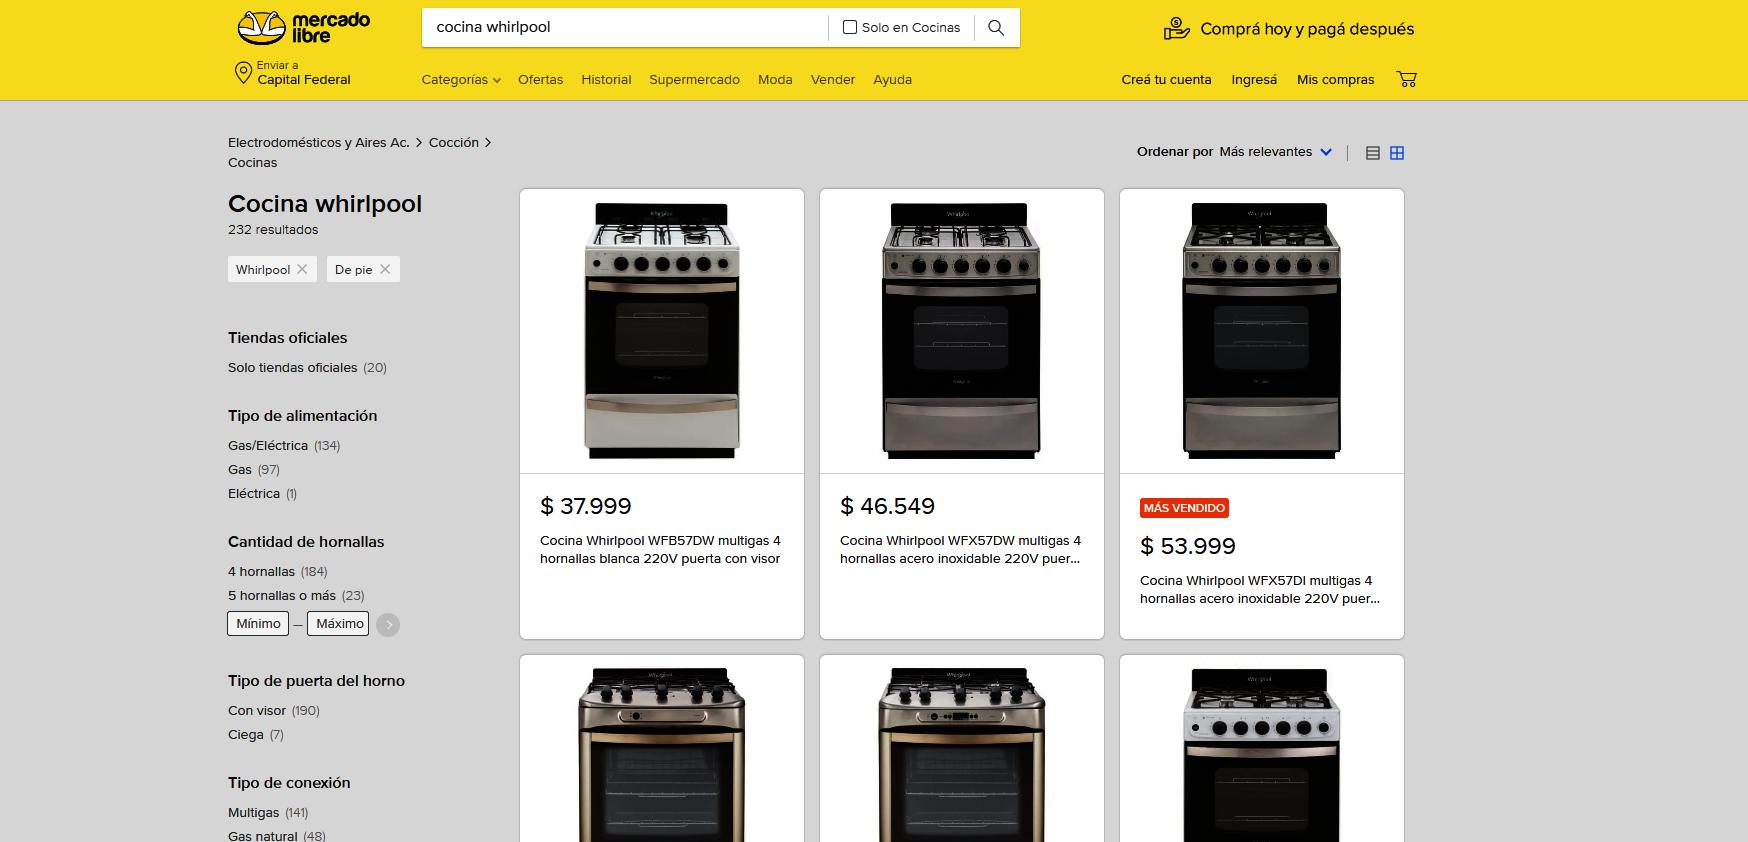 mercado
libre
cocina whirlpool
Solo en Cocinas
Comprá hoy y pagá después
Enviar a
Capital Federal
Categorías
Ofertas
Historial
Supermercado
Moda
Vender
Ayuda
Creá tu cuenta
Ingresá
Mis compras
Electrodomésticos y Aires Ac. > Cocción >
Cocinas
Ordenar por Más relevantes
Cocina whirlpool
232 resultados
Whirlpool
De pie
Tiendas oficiales
Solo tiendas oficiales (20)
Tipo de alimentación
Gas/Eléctrica (134)
Gas (97)
Eléctrica (1)
Cantidad de hornallas
4 hornallas (184)
5 hornallas o más (23)
Mínimo — Máximo
Tipo de puerta del horno
Con visor (190)
Ciega (7)
Tipo de conexión
Multigas (141)
Gas natural (48)
Whirlpool
$ 37.999
Cocina Whirlpool WFB57DW multigas 4
hornallas blanca 220V puerta con visor
Whirlpool
$ 46.549
Cocina Whirlpool WFX57DW multigas 4
hornallas acero inoxidable 220V puer...
Whirlpool
MÁS VENDIDO
$ 53.999
Cocina Whirlpool WFX57DI multigas 4
hornallas acero inoxidable 220V puer...
Whirlpool
Whirlpool
Whirlpool